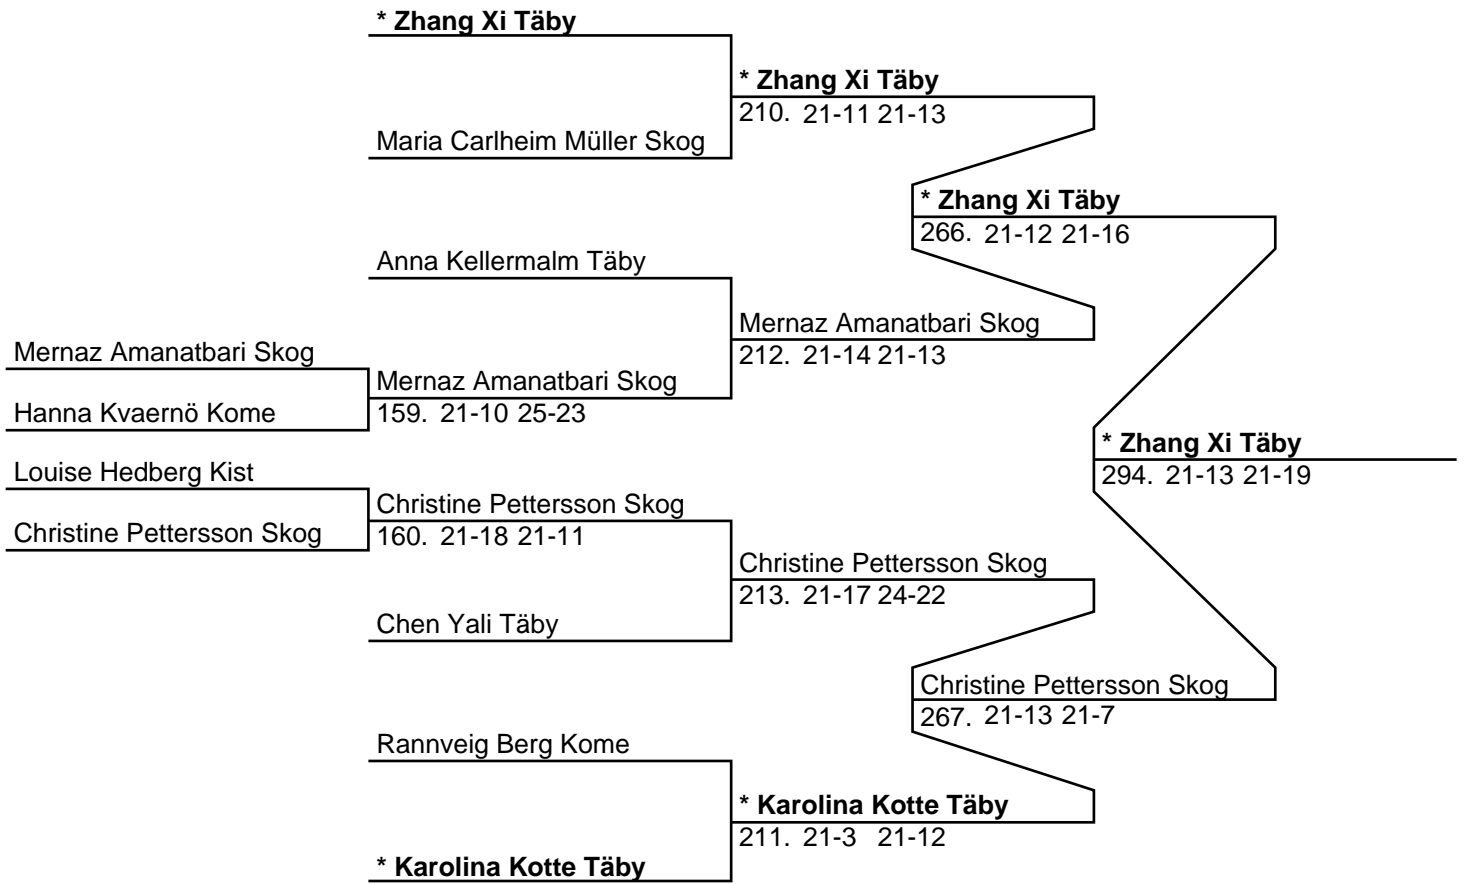 * Zhang Xi Täby
* Zhang Xi Täby
210. 21-11 21-13
Maria Carlheim Müller Skog
* Zhang Xi Täby
266. 21-12 21-16
Anna Kellermalm Täby
Mernaz Amanatbari Skog
212. 21-14 21-13
Mernaz Amanatbari Skog
Mernaz Amanatbari Skog
159. 21-10 25-23
Hanna Kvaernö Kome
* Zhang Xi Täby
294. 21-13 21-19
Louise Hedberg Kist
Christine Pettersson Skog
160. 21-18 21-11
Christine Pettersson Skog
Christine Pettersson Skog
213. 21-17 24-22
Chen Yali Täby
Christine Pettersson Skog
267. 21-13 21-7
Rannveig Berg Kome
* Karolina Kotte Täby
211. 21-3 21-12
* Karolina Kotte Täby